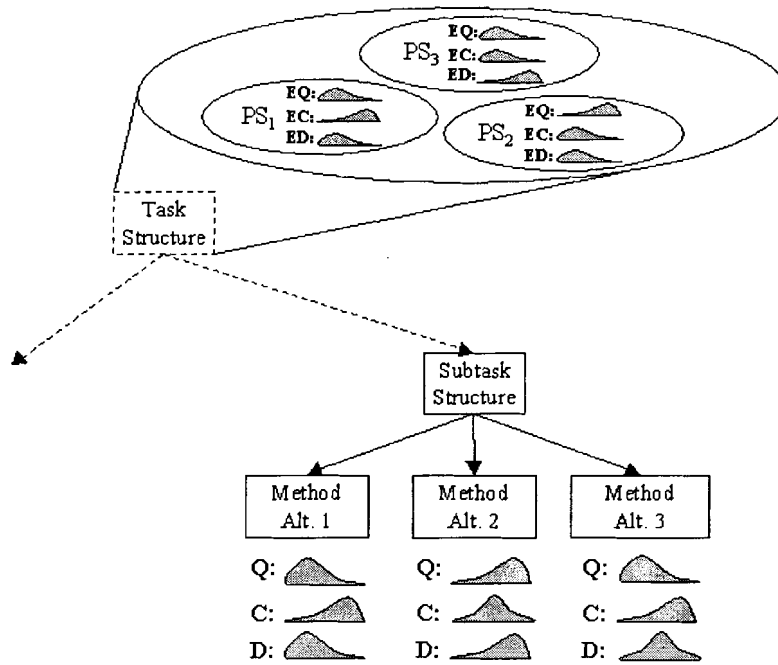 PS3
EQ:
EC:
ED:
PS1
EQ:
EC:
ED:
PS2
EQ:
EC:
ED:
Task
Structure
Subtask
Structure
Method
Alt. 1
Method
Alt. 2
Method
Alt. 3
Q:
Q:
Q:
C:
C:
C:
D:
D:
D: